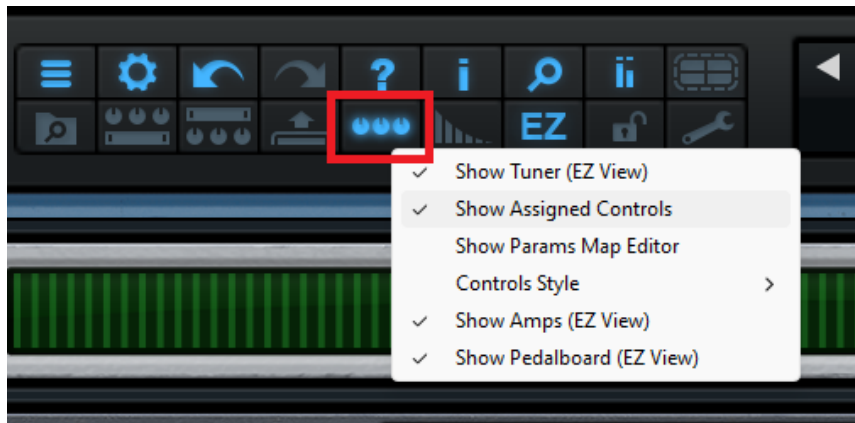 ?
i
EZ
Show Tuner (EZ View)
Show Assigned Controls
Show Params Map Editor
Controls Style
Show Amps (EZ View)
Show Pedalboard (EZ View)